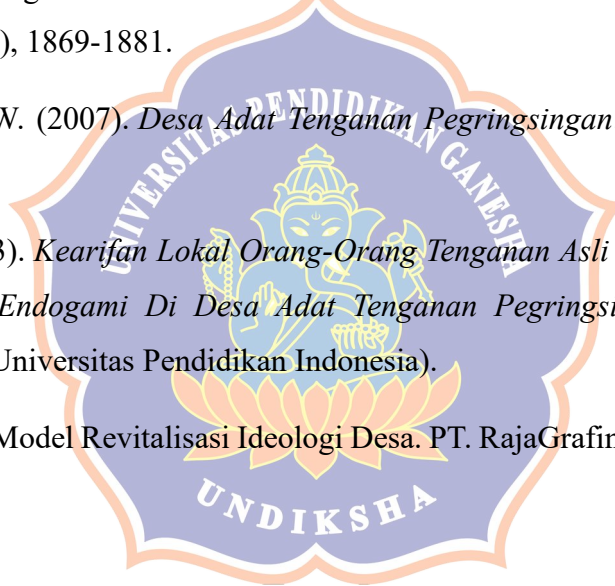 ), 1869-1881.
W. (2007). Desa Adat Tenganan Pegringsingan
3). Kearifan Lokal Orang-Orang Tenganan Asli
Endogami Di Desa Adat Tenganan Pegrings
Universitas Pendidikan Indonesia).
Model Revitalisasi Ideologi Desa. PT. RajaGrafin
UNIVERSITAS PENDIDIKAN GANESHA
UNDIKSHA